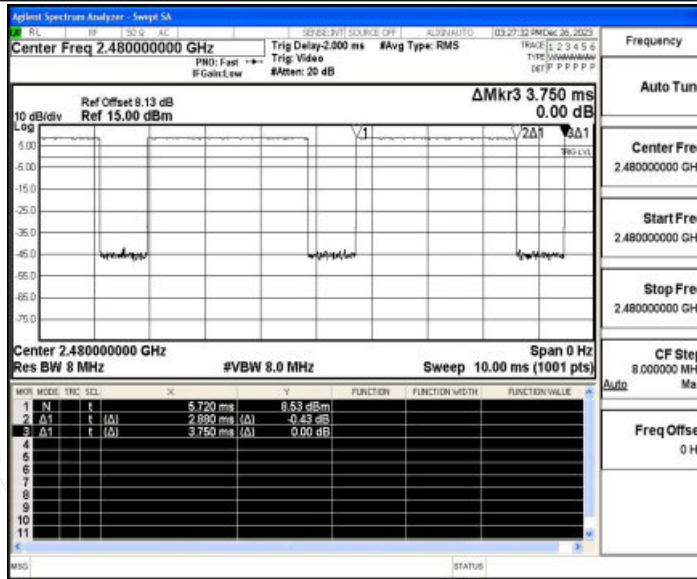 Agilent Spectrum Analyzer - Swept SA
RL RF 50 Ω AC SENSE:INT SOURCE OFF ALIGNAUTO 03:27:32 PM Dec 26, 2023
Center Freq 2.480000000 GHz
PNO: Fast
IFGain:Low
Trig Delay-2.000 ms
Trig: Video
#Atten: 20 dB
#Avg Type: RMS
TRACE 1 2 3 4 5 6
TYPE
DET P P P P P P
Frequency
Auto Tun
ΔMkr3 3.750 ms
0.00 dB
Ref Offset 8.13 dB
10 dB/div Ref 15.00 dBm
Log
1
2Δ1
3Δ1
TRIG LVL
5.00
-5.00
-15.0
-25.0
-35.0
-45.0
-55.0
-65.0
-75.0
Center Fre
2.480000000 GH
Start Fre
2.480000000 GH
Stop Fre
2.480000000 GH
CF Step
8.000000 MH
Auto Ma
Freq Offse
0 H
Center 2.480000000 GHz Span 0 Hz
Res BW 8 MHz #VBW 8.0 MHz Sweep 10.00 ms (1001 pts)
MKR MODE TRC SCL X Y FUNCTION FUNCTION WIDTH FUNCTION VALUE
1 N t 5.720 ms 8.53 dBm
2 Δ1 t (Δ) 2.880 ms (Δ) -0.43 dB
3 Δ1 t (Δ) 3.750 ms (Δ) 0.00 dB
4
5
6
7
8
9
10
11
MSG STATUS